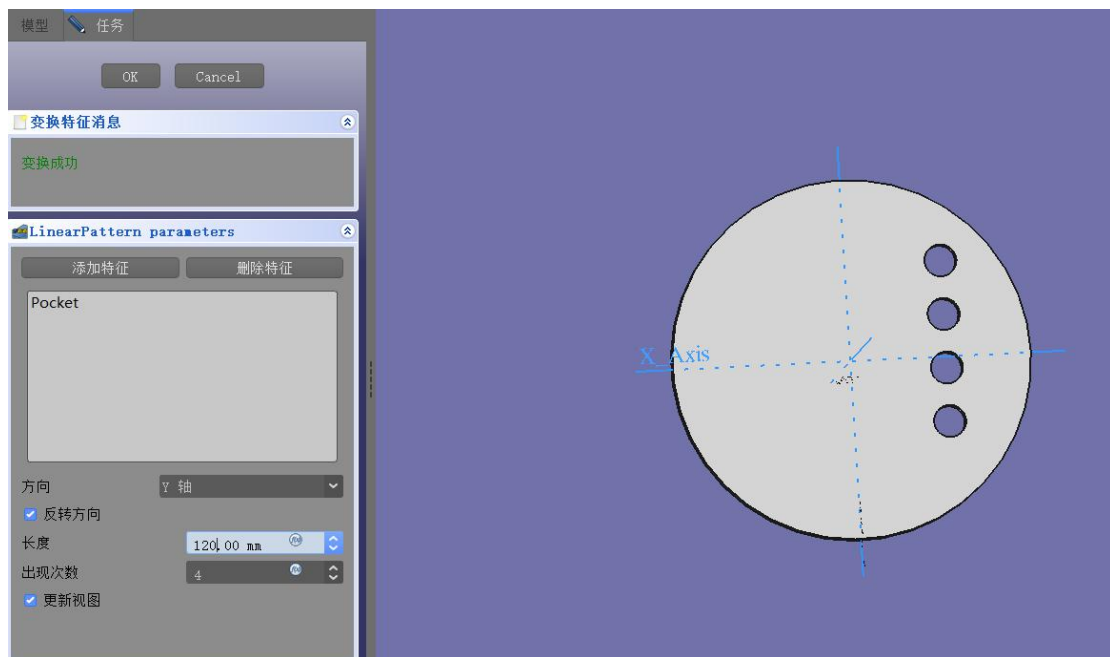 模型 任务
OK Cancel
变换特征消息
变换成功
LinearPattern parameters
添加特征 删除特征
Pocket
方向 Y 轴
反转方向
长度 120.00 mm
出现次数 4
更新视图
X_Axis